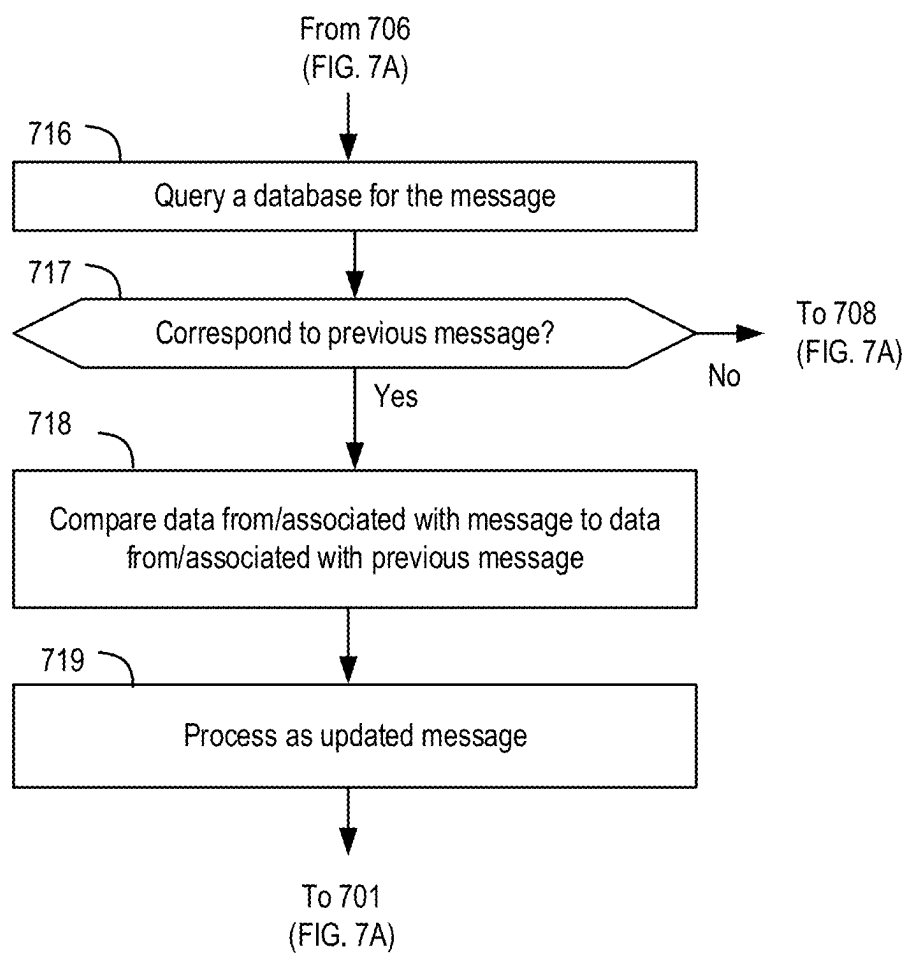 From 706
(FIG. 7A)
716
Query a database for the message
717
Correspond to previous message?
To 708
(FIG. 7A)
No
Yes
718
Compare data from/associated with message to data
from/associated with previous message
719
Process as updated message
To 701
(FIG. 7A)